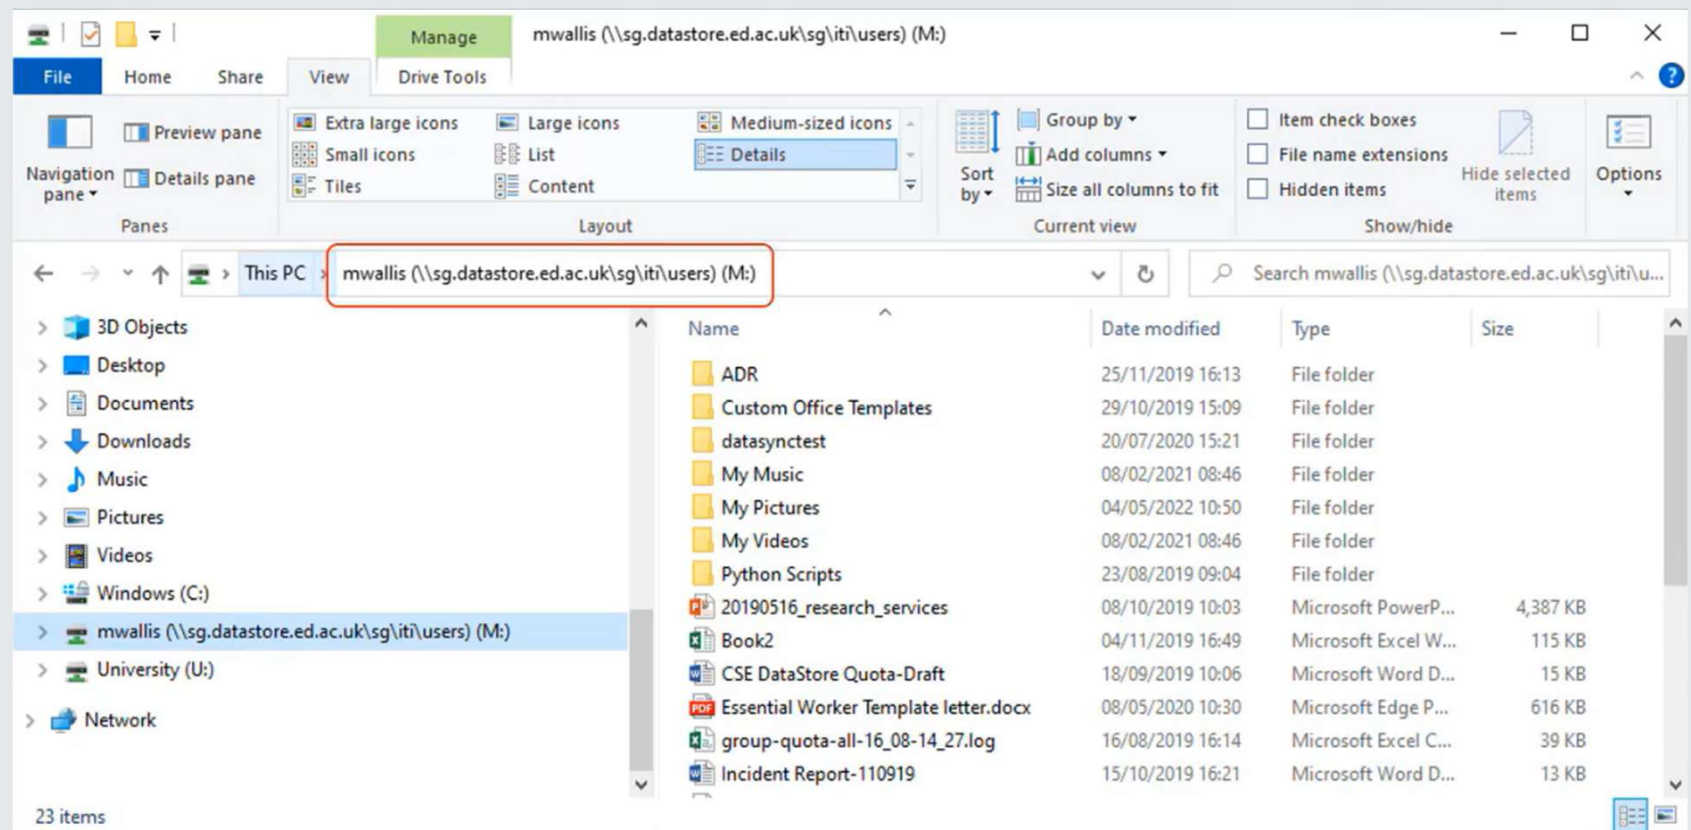 Manage
mwallis (\\sg.datastore.ed.ac.uk\sg\iti\users) (M:)
File Home Share View Drive Tools
Navigation pane
Preview pane
Details pane
Panes
Extra large icons Large icons Medium-sized icons
Small icons List Details
Tiles Content
Layout
Sort by
Group by
Add columns
Size all columns to fit
Current view
Item check boxes
File name extensions
Hidden items
Hide selected items
Show/hide
Options
This PC mwallis (\\sg.datastore.ed.ac.uk\sg\iti\users) (M:)
Search mwallis (\\sg.datastore.ed.ac.uk\sg\iti\u...
3D Objects
Desktop
Documents
Downloads
Music
Pictures
Videos
Windows (C:)
mwallis (\\sg.datastore.ed.ac.uk\sg\iti\users) (M:)
University (U:)
Network
Name Date modified Type Size
ADR 25/11/2019 16:13 File folder
Custom Office Templates 29/10/2019 15:09 File folder
datasynctest 20/07/2020 15:21 File folder
My Music 08/02/2021 08:46 File folder
My Pictures 04/05/2022 10:50 File folder
My Videos 08/02/2021 08:46 File folder
Python Scripts 23/08/2019 09:04 File folder
20190516_research_services 08/10/2019 10:03 Microsoft PowerP... 4,387 KB
Book2 04/11/2019 16:49 Microsoft Excel W... 115 KB
CSE DataStore Quota-Draft 18/09/2019 10:06 Microsoft Word D... 15 KB
Essential Worker Template letter.docx 08/05/2020 10:30 Microsoft Edge P... 616 KB
group-quota-all-16_08-14_27.log 16/08/2019 16:14 Microsoft Excel C... 39 KB
Incident Report-110919 15/10/2019 16:21 Microsoft Word D... 13 KB
23 items